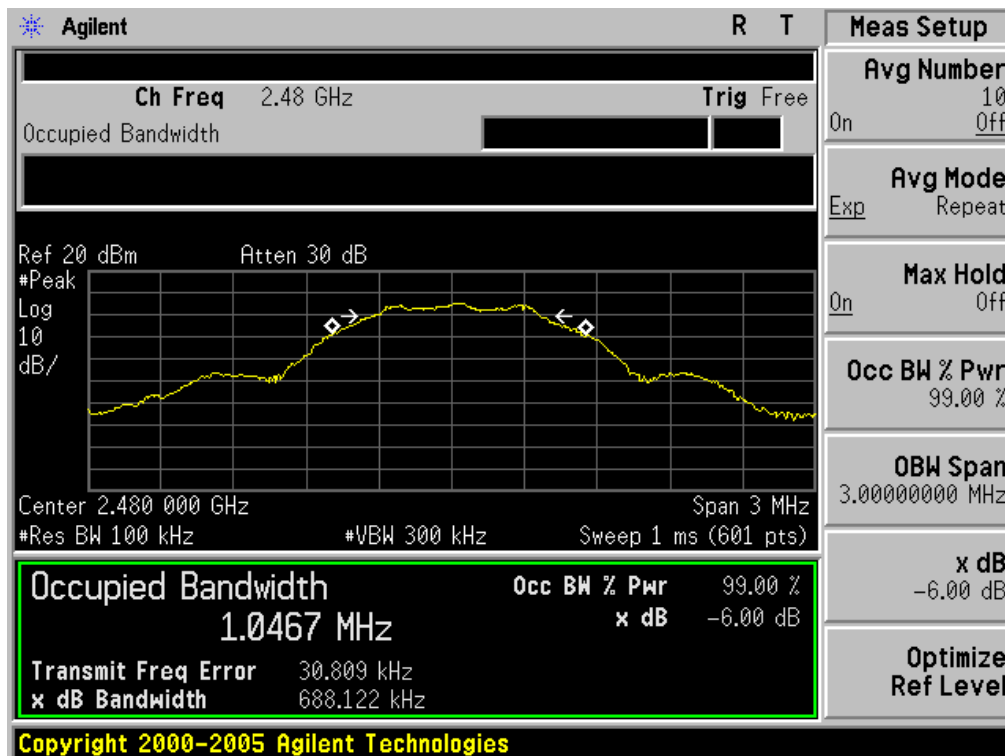 Agilent R T Meas Setup
Avg Number
10
On Off
Ch Freq 2.48 GHz Trig Free
Occupied Bandwidth
Avg Mode
Exp Repeat
Ref 20 dBm Atten 30 dB
#Peak
Log
10
dB/
Max Hold
On Off
Occ BW % Pwr
99.00 %
OBW Span
3.00000000 MHz
Center 2.480 000 GHz Span 3 MHz
#Res BW 100 kHz #VBW 300 kHz Sweep 1 ms (601 pts)
x dB
-6.00 dB
Optimize
Ref Level
Occupied Bandwidth Occ BW % Pwr 99.00 %
1.0467 MHz x dB -6.00 dB
Transmit Freq Error 30.809 kHz
x dB Bandwidth 688.122 kHz
Copyright 2000-2005 Agilent Technologies